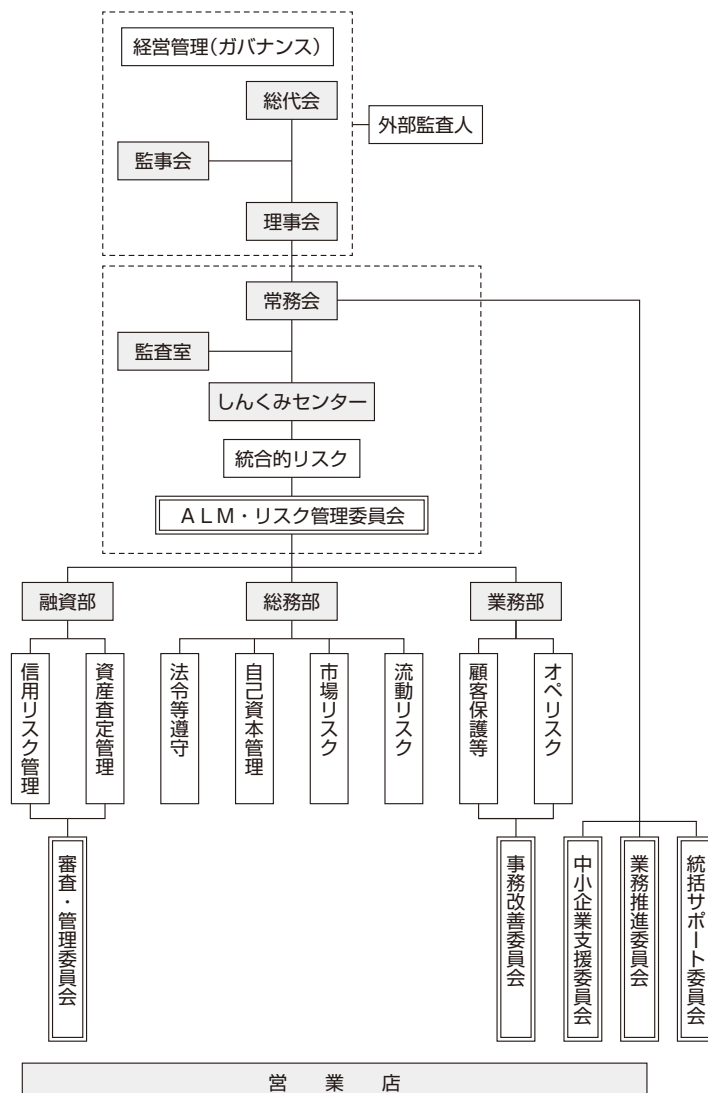 経営管理（ガバナンス）
総代会
外部監査人
監事会
理事会
常務会
監査室
しんくみセンター
統合的リスク
ＡＬＭ・リスク管理委員会
融資部
総務部
業務部
信用リスク管理
資産査定管理
法令等遵守
自己資本管理
市場リスク
流動リスク
顧客保護等
オペリスク
審査・管理委員会
事務改善委員会
中小企業支援委員会
業務推進委員会
統括サポート委員会
営　業　店